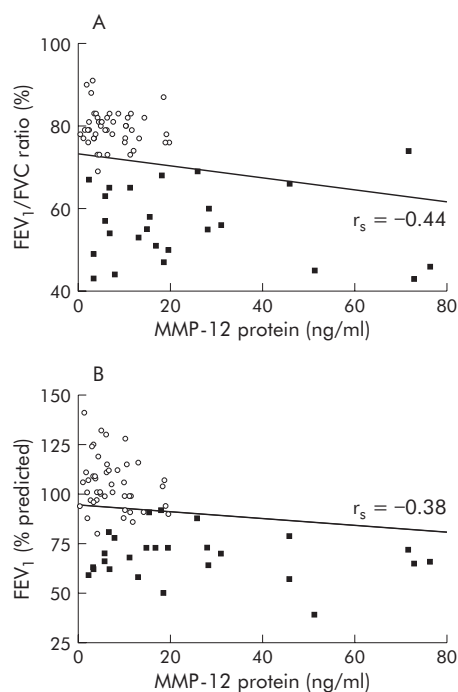 A
100
80
60
40
FEV₁/FVC ratio (%)
rₛ = –0.44
0 20 40 60 80
MMP-12 protein (ng/ml)
B
150
125
100
75
50
25
FEV₁ (% predicted)
rₛ = –0.38
0 20 40 60 80
MMP-12 protein (ng/ml)